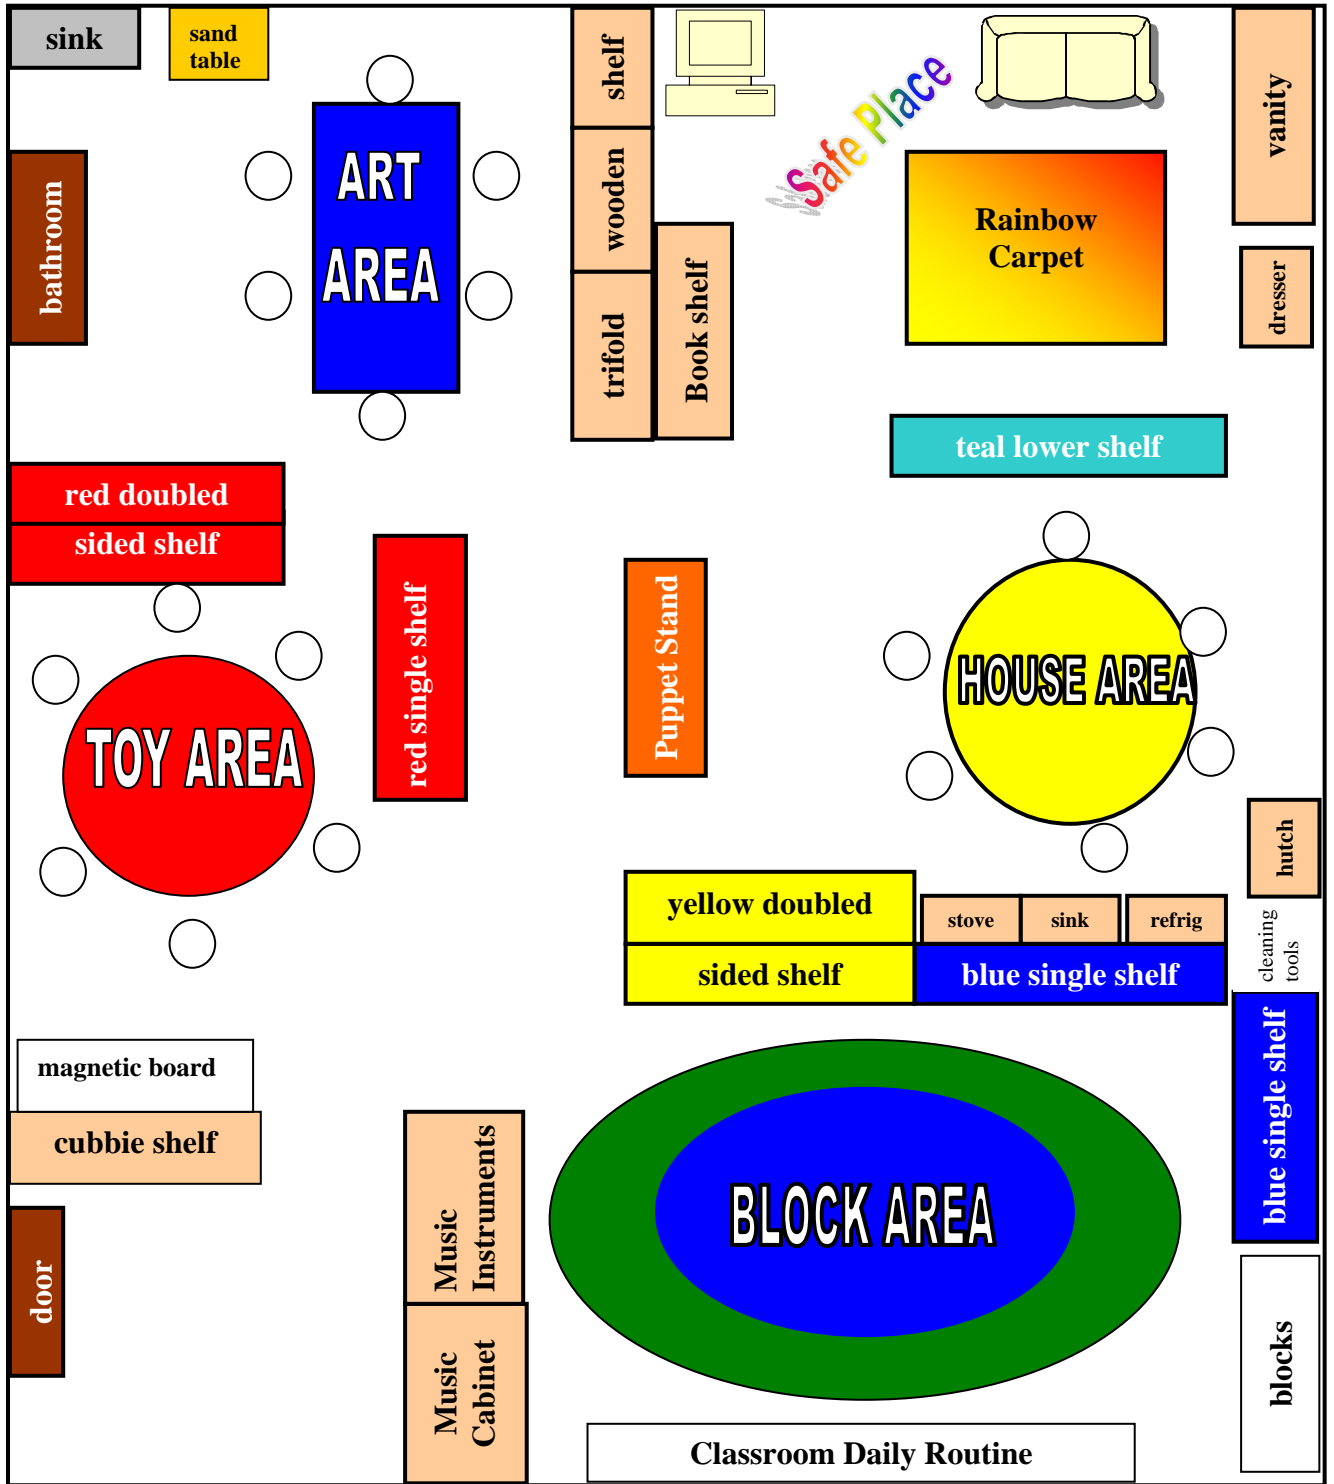 sink
sand
table
shelf
wooden
trifold
Book shelf
Safe Place
vanity
Rainbow
Carpet
dresser
bathroom
ART
AREA
teal lower shelf
red doubled
sided shelf
red single shelf
Puppet Stand
HOUSE AREA
TOY AREA
hutch
yellow doubled
sided shelf
stove
sink
refrig
blue single shelf
cleaning
tools
blue single shelf
magnetic board
cubbie shelf
Music
Instruments
BLOCK AREA
door
Music
Cabinet
blocks
Classroom Daily Routine